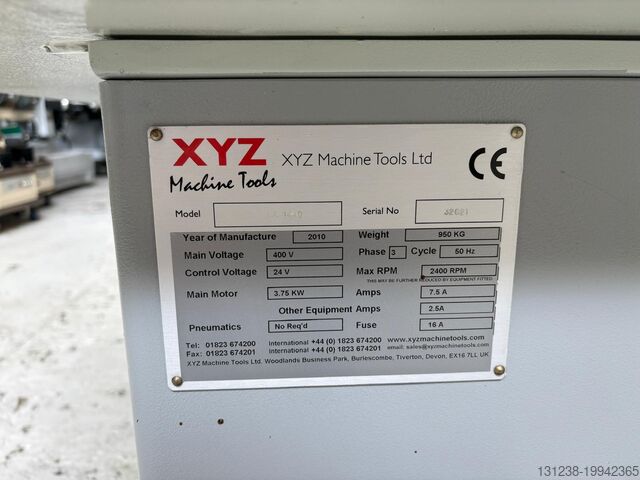 XYZ XYZ Machine Tools Ltd CE
Machine Tools
Model Serial No
Year of Manufacture 2010 Weight 950 KG
Main Voltage 400 V Phase 3 Cycle 50 Hz
Control Voltage 24 V Max RPM 2400 RPM
THIS MAY BE FURTHER REDUCED BY EQUIPMENT FITTED
Main Motor 3.75 KW Amps 7.5 A
Other Equipment Amps 2.5A
Pneumatics No Req'd Fuse 16 A
Tel: 01823 674200 International +44 (0) 1823 674200 www.xyzmachinetools.com
Fax: 01823 674201 International +44 (0) 1823 674201 email: sales@xyzmachinetools.com
XYZ Machine Tools Ltd. Woodlands Business Park, Burlescombe, Tiverton, Devon, EX16 7LL UK
131238-19942365